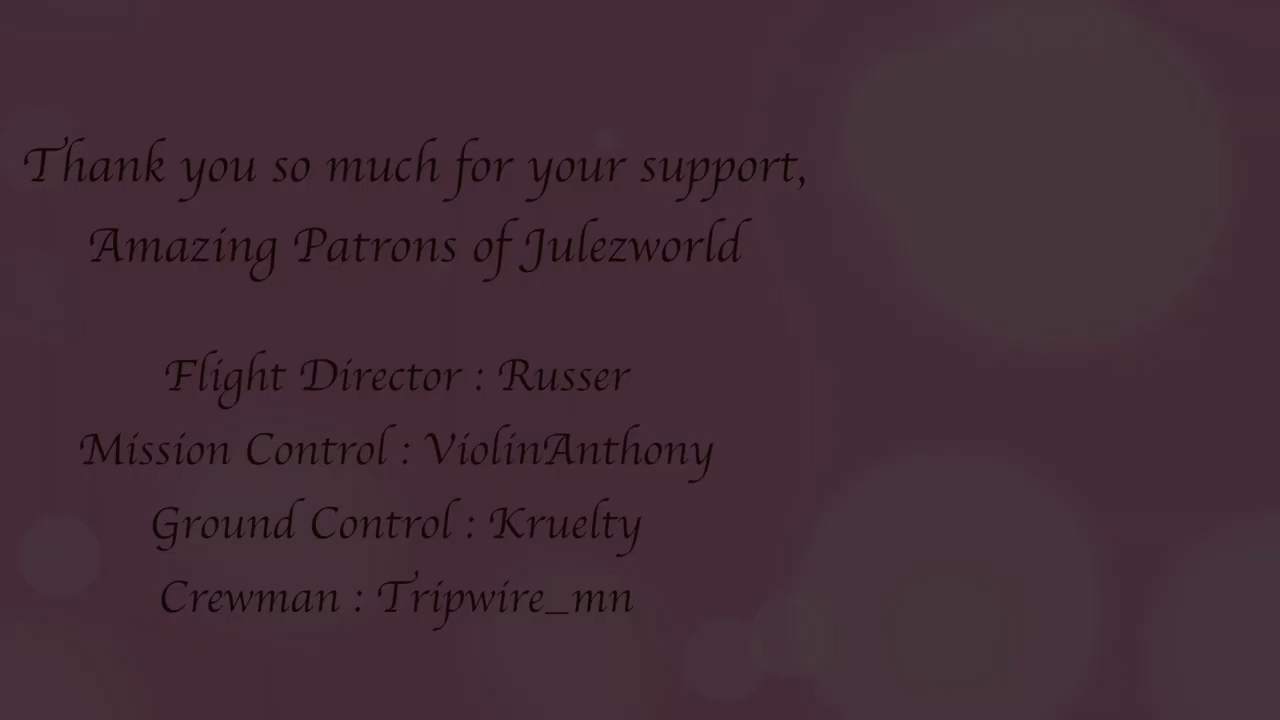 Thank you so much for your support,
Amazing Patrons of Julezworld
Flight Director : Russer
Mission Control : ViolinAnthony
Ground Control : Kruelty
Crewman : Tripwire_mn